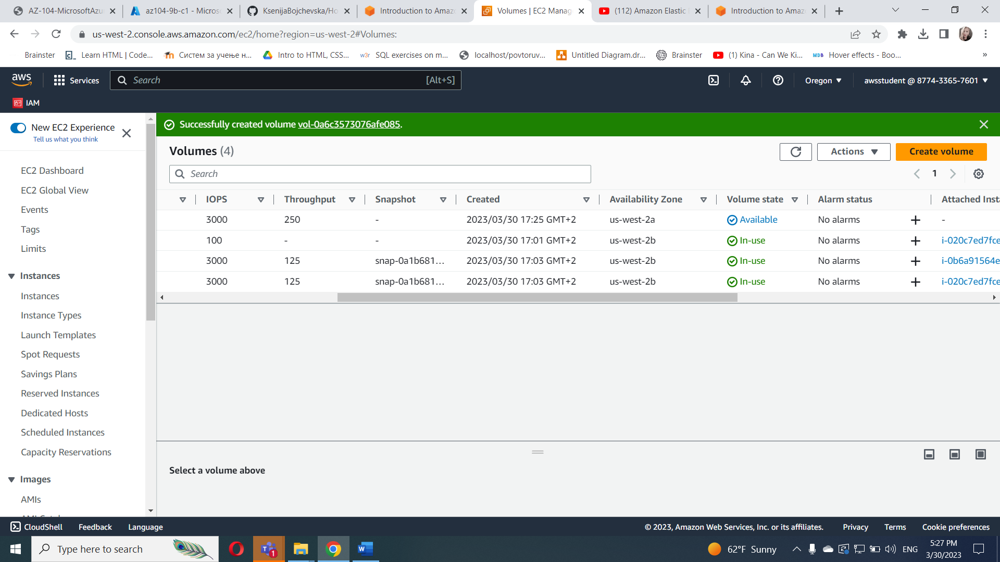 AZ-104-MicrosoftAzu
az104-9b-c1 - Micros
KsenijaBojchevska/Ho
Introduction to Amaz
Volumes | EC2 Manag
(112) Amazon Elastic
Introduction to Amaz
us-west-2.console.aws.amazon.com/ec2/home?region=us-west-2#Volumes:
Brainster
Learn HTML | Code...
Систем за учење н...
Intro to HTML, CSS...
w3r SQL exercises on m...
localhost/povtoruv...
Untitled Diagram.dr...
Brainster
(1) Kina - Can We Ki...
MDB Hover effects - Boo...
»
aws
Services
Search [Alt+S]
Oregon
awsstudent @ 8774-3365-7601
IAM
New EC2 Experience
Tell us what you think
EC2 Dashboard
EC2 Global View
Events
Tags
Limits
Instances
Instances
Instance Types
Launch Templates
Spot Requests
Savings Plans
Reserved Instances
Dedicated Hosts
Scheduled Instances
Capacity Reservations
Images
AMIs
Successfully created volume vol-0a6c3573076afe085.
Volumes (4)
Actions
Create volume
Search
1
IOPS Throughput Snapshot Created Availability Zone Volume state Alarm status Attached Insta
3000 250 - 2023/03/30 17:25 GMT+2 us-west-2a Available No alarms + -
100 - - 2023/03/30 17:01 GMT+2 us-west-2b In-use No alarms + i-020c7ed7fce
3000 125 snap-0a1b681... 2023/03/30 17:03 GMT+2 us-west-2b In-use No alarms + i-0b6a91564e
3000 125 snap-0a1b681... 2023/03/30 17:03 GMT+2 us-west-2b In-use No alarms + i-020c7ed7fce
Select a volume above
CloudShell Feedback Language
© 2023, Amazon Web Services, Inc. or its affiliates. Privacy Terms Cookie preferences
Type here to search
1
62°F Sunny
ENG
5:27 PM
3/30/2023